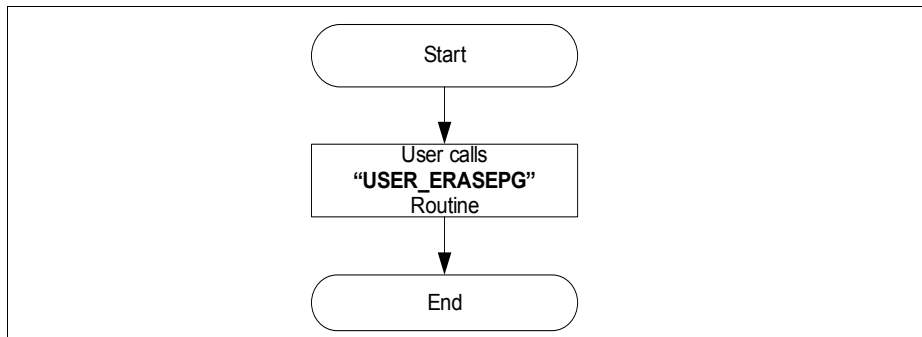 Start
User calls
“USER_ERASEPG”
Routine
End